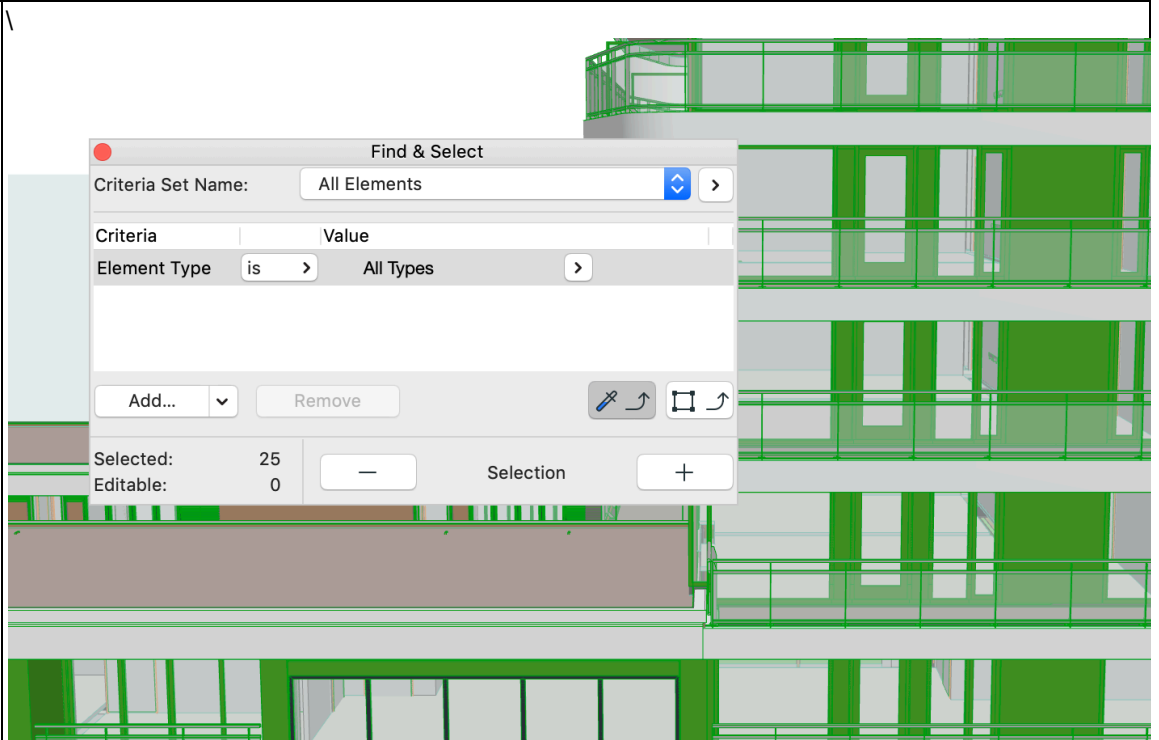 \
Find & Select
Criteria Set Name: All Elements
Criteria Value
Element Type is All Types
Add... Remove
Selected: 25
Editable: 0
Selection